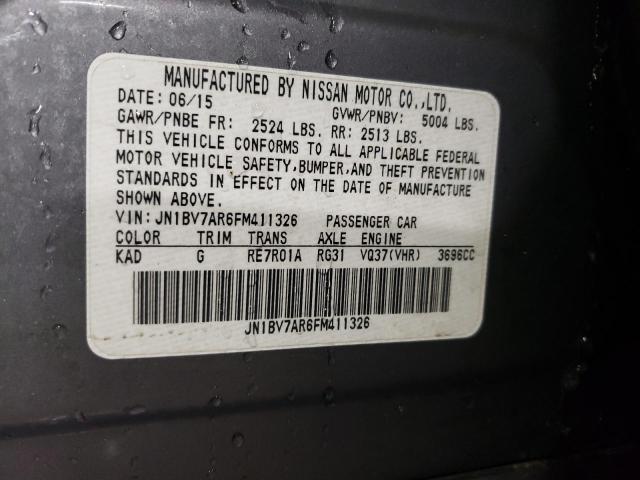 MANUFACTURED BY NISSAN MOTOR CO.,LTD.
DATE: 06/15 GVWR/PNBV: 5004 LBS.
GAWR/PNBE FR: 2524 LBS. RR: 2513 LBS.
THIS VEHICLE CONFORMS TO ALL APPLICABLE FEDERAL
MOTOR VEHICLE SAFETY,BUMPER,AND THEFT PREVENTION
STANDARDS IN EFFECT ON THE DATE OF MANUFACTURE
SHOWN ABOVE.
VIN:JN1BV7AR6FM411326 PASSENGER CAR
COLOR TRIM TRANS AXLE ENGINE
KAD G RE7R01A RG31 VQ37(VHR) 3696CC
JN1BV7AR6FM411326